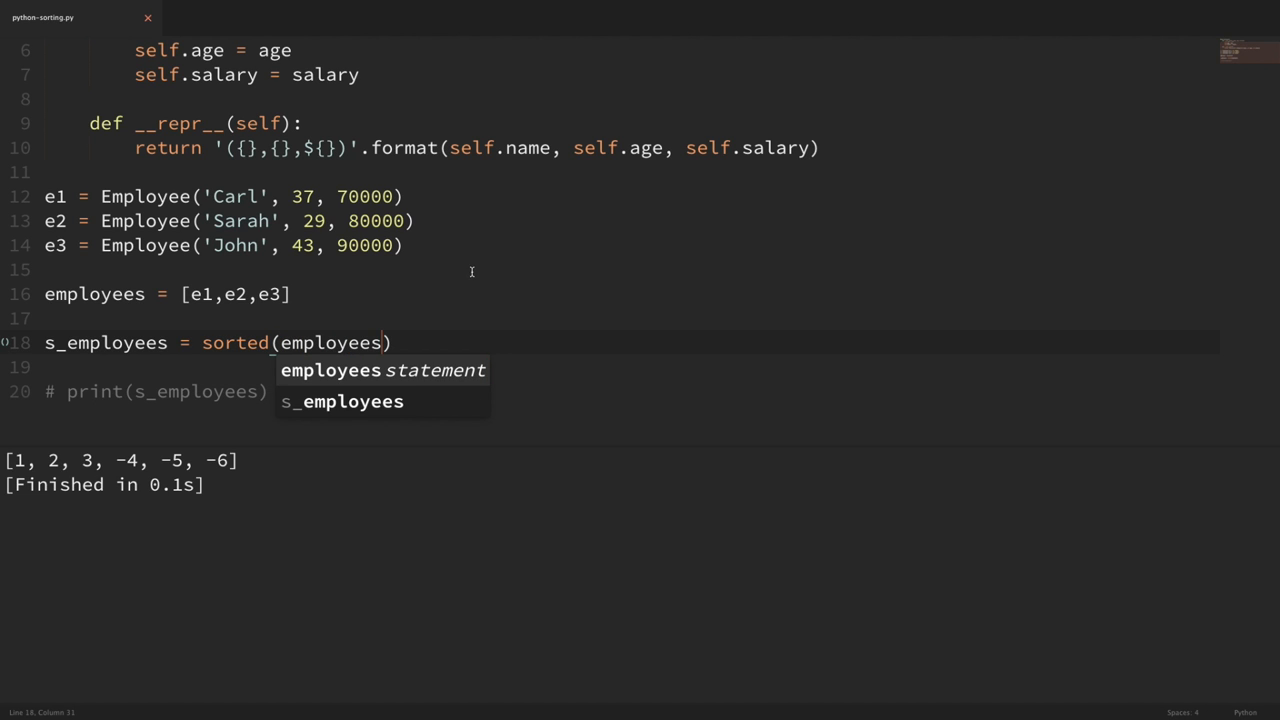 python-sorting.py ×
6 self.age = age
7 self.salary = salary
8
9 def __repr__(self):
10 return '({},{},${})'.format(self.name, self.age, self.salary)
11
12 e1 = Employee('Carl', 37, 70000)
13 e2 = Employee('Sarah', 29, 80000)
14 e3 = Employee('John', 43, 90000)
15
16 employees = [e1,e2,e3]
17
()18 s_employees = sorted(employees)
19
employees statement
20 # print(s_employees)
s_employees
[1, 2, 3, -4, -5, -6]
[Finished in 0.1s]
Line 18, Column 31 Spaces: 4 Python